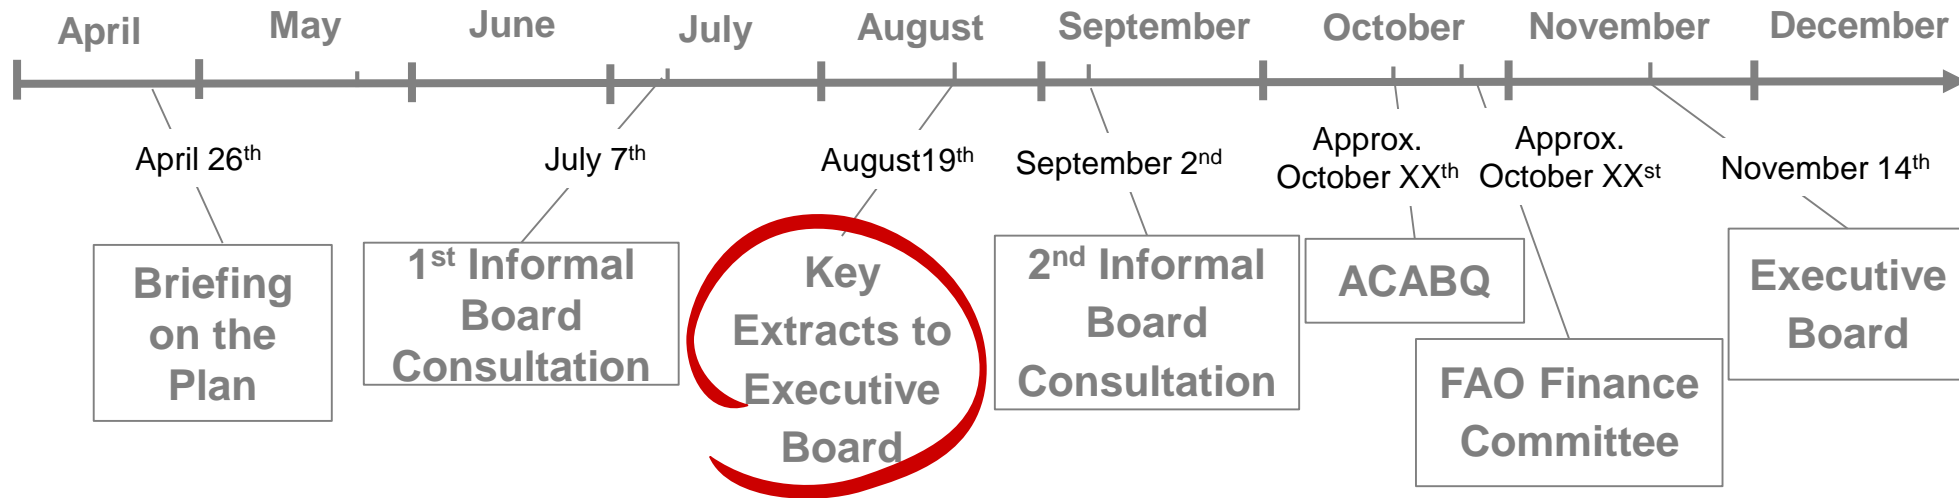 April May June July August September October November December
April 26th
July 7th
August19th
September 2nd
Approx.
October XXth
Approx.
October XXst
November 14th
Briefing
on the
Plan
1st Informal
Board
Consultation
Key
Extracts to
Executive
Board
2nd Informal
Board
Consultation
ACABQ
FAO Finance
Committee
Executive
Board